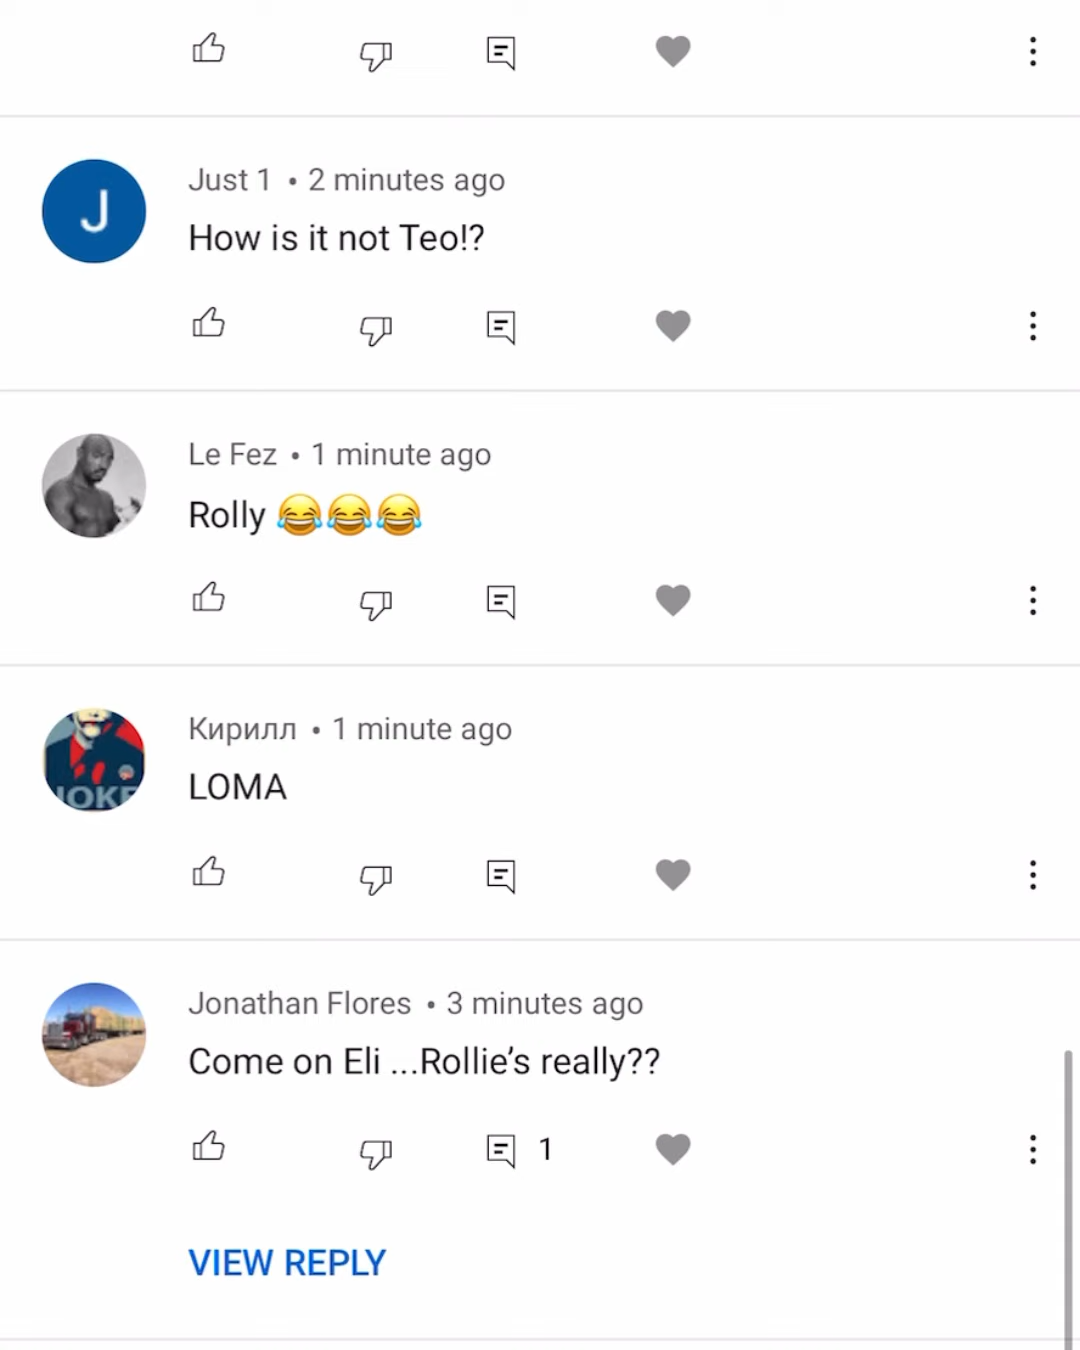 Just 1 • 2 minutes ago
How is it not Teo!?
Le Fez • 1 minute ago
Rolly 😂😂😂
Кирилл • 1 minute ago
LOMA
Jonathan Flores • 3 minutes ago
Come on Eli ...Rollie's really??
1
VIEW REPLY
J
JOKE